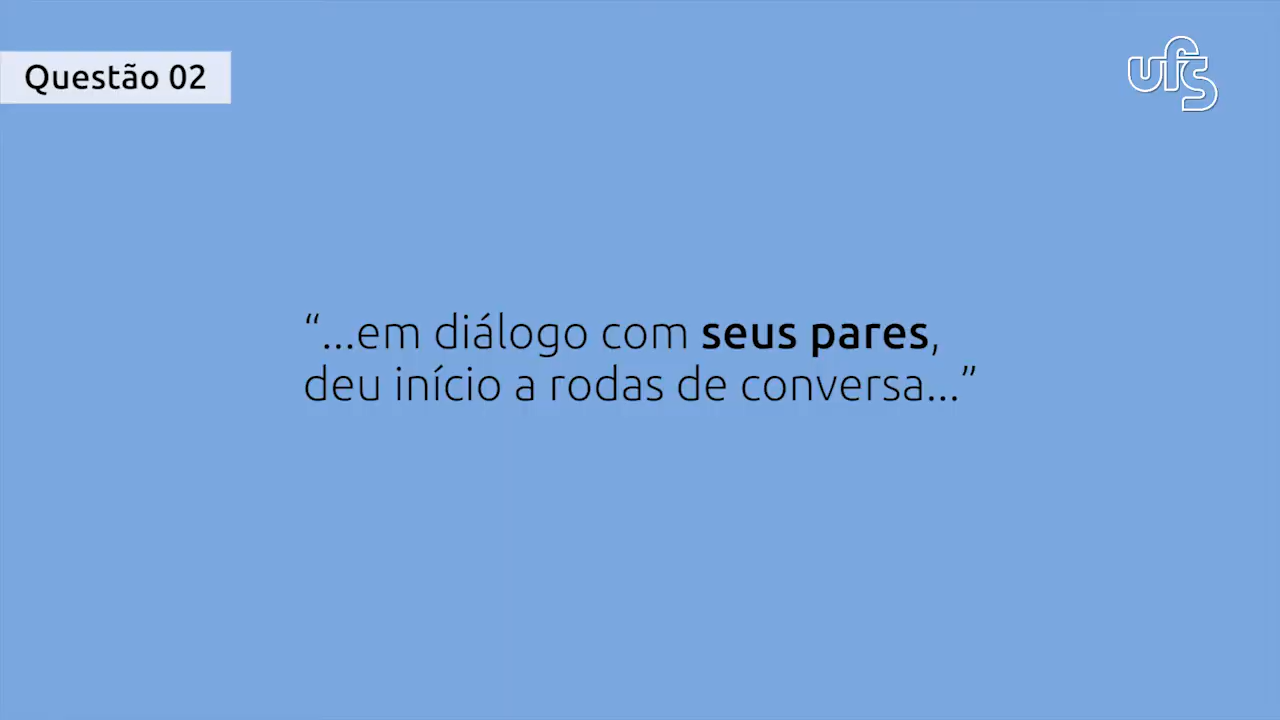 Questão 02
ufs
“...em diálogo com seus pares,
deu início a rodas de conversa...”